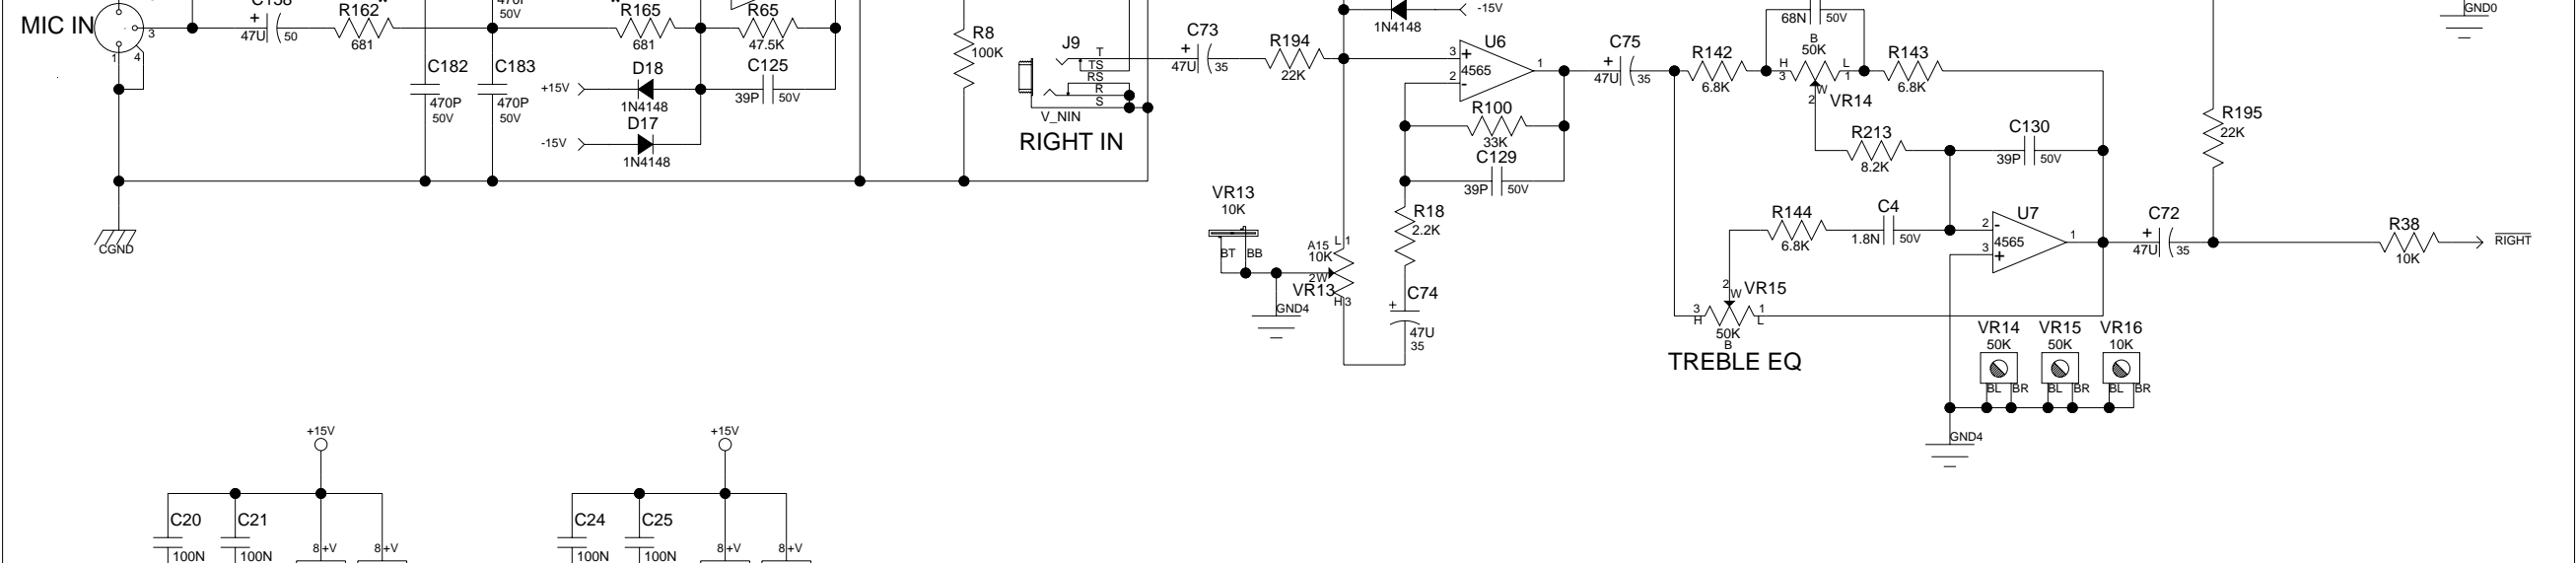 MIC IN
3
1
4
CGND
+
47U
50
R162
*
681
50V
C182
470P
50V
C183
470P
50V
*
R165
681
R65
47.5K
D18
+15V
1N4148
D17
-15V
1N4148
C125
39P
50V
R8
100K
J9
T
TS
RS
R
S
V_NIN
RIGHT IN
C73
+
47U
35
R194
22K
1N4148
-15V
U6
3
+
4565
2
-
1
R100
33K
C129
39P
50V
R18
2.2K
C74
+
47U
35
VR13
10K
BT
BB
GND4
A15
10K
L
1
2
W
VR13
H
3
C75
+
47U
35
R142
6.8K
68N
50V
B
50K
H
3
L
1
W
2
VR14
R143
6.8K
R213
8.2K
C130
39P
50V
R144
6.8K
C4
1.8N
50V
U7
2
-
4565
3
+
1
C72
+
47U
35
R195
22K
R38
10K
RIGHT
GND0
2
W
VR15
3
H
1
L
50K
B
TREBLE EQ
VR14
50K
BL
BR
VR15
50K
BL
BR
VR16
10K
BL
BR
GND4
+15V
C20
100N
C21
100N
8
+V
8
+V
+15V
C24
100N
C25
100N
8
+V
8
+V